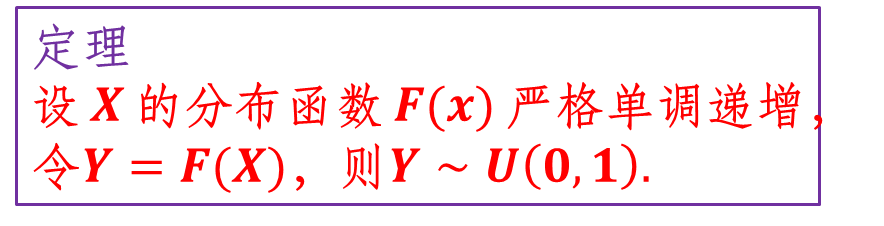 定理
设 X 的分布函数 F(x) 严格单调递增，
令Y = F(X)，则Y ~ U(0,1).